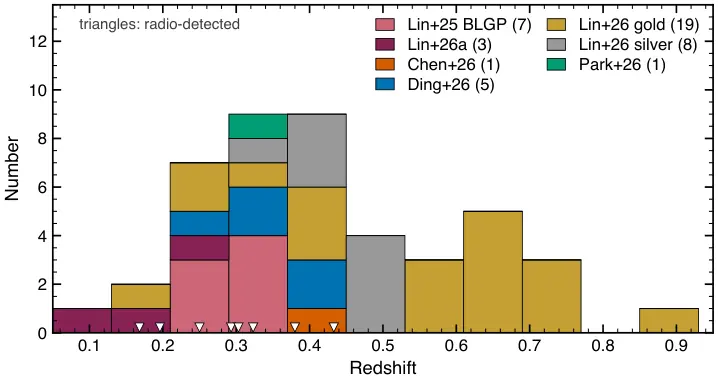 triangles: radio-detected
Lin+25 BLGP (7)
Lin+26a (3)
Chen+26 (1)
Ding+26 (5)
Lin+26 gold (19)
Lin+26 silver (8)
Park+26 (1)
Number
12
10
8
6
4
2
0
0.1 0.2 0.3 0.4 0.5 0.6 0.7 0.8 0.9
Redshift